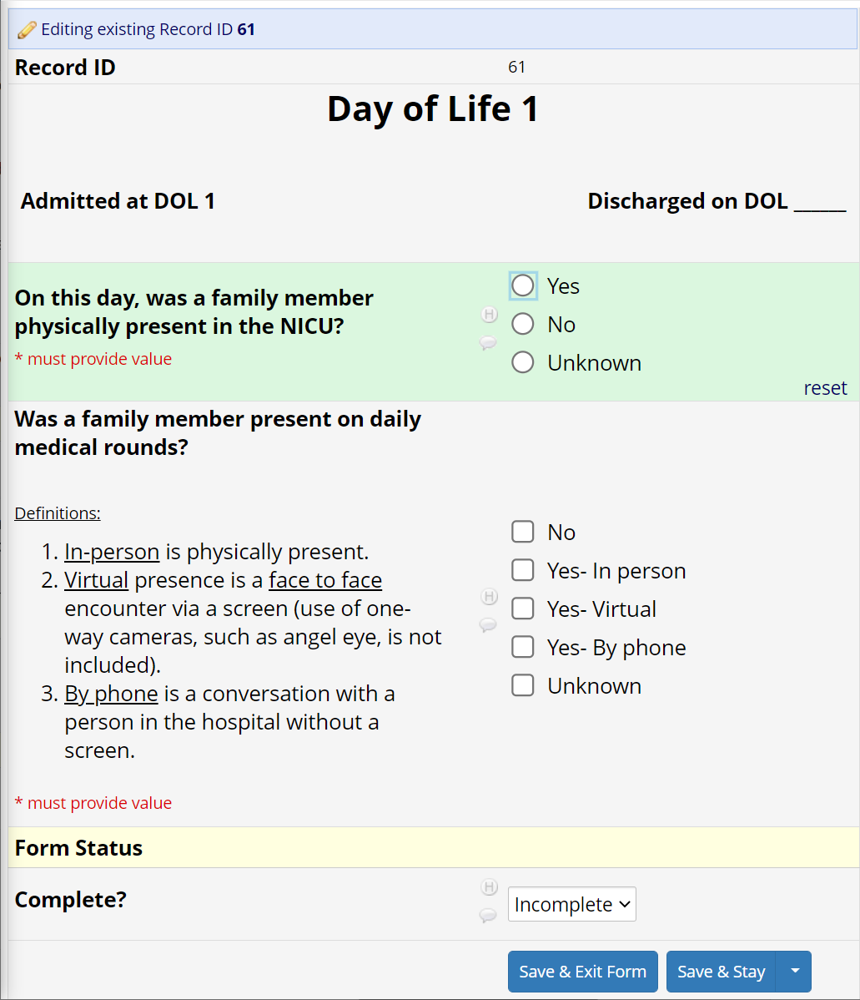 Editing existing Record ID 61
Record ID 61
Day of Life 1
Admitted at DOL 1 Discharged on DOL ______
On this day, was a family member
physically present in the NICU?
* must provide value
H
Yes
No
Unknown
reset
Was a family member present on daily
medical rounds?
Definitions:
1. In-person is physically present.
2. Virtual presence is a face to face
encounter via a screen (use of one-
way cameras, such as angel eye, is not
included).
3. By phone is a conversation with a
person in the hospital without a
screen.
* must provide value
H
No
Yes- In person
Yes- Virtual
Yes- By phone
Unknown
Form Status
Complete?
H
Incomplete
Save & Exit Form
Save & Stay